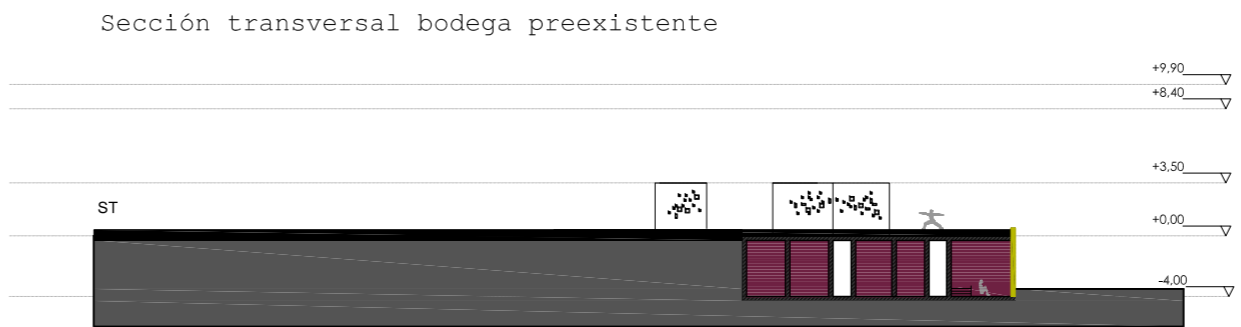 Sección transversal bodega preexistente
+9,90
+8,40
+3,50
ST
+0,00
-4,00